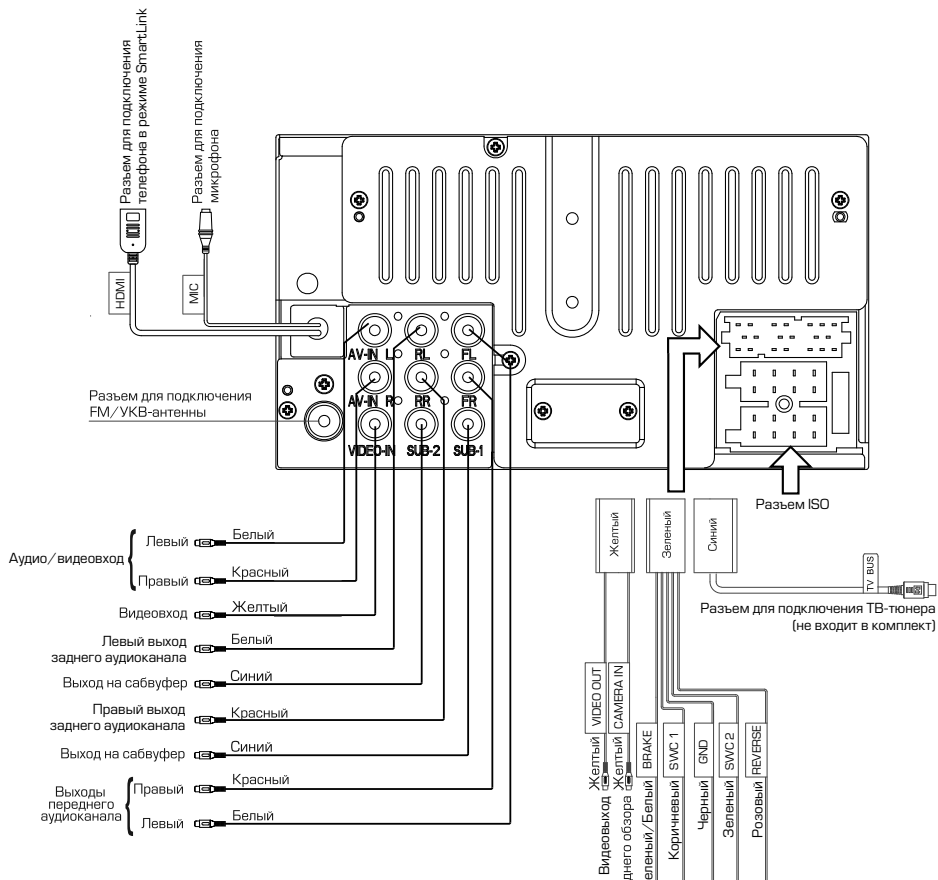 Разъем для подключения
телефона в режиме SmartLink
Разъем для подключения
микрофона
HDMI
MIC
AV-IN L
RL
FL
AV-IN R
RR
FR
VIDEO-IN
SUB-2
SUB-1
Разъем для подключения
FM/УКВ-антенны
Разъем ISO
Желтый
Зеленый
Синий
TV BUS
Разъем для подключения ТВ-тюнера
(не входит в комплект)
Аудио/видеовход
Левый
Белый
Правый
Красный
Видеовход
Желтый
Левый выход
заднего аудиоканала
Белый
Выход на сабвуфер
Синий
Правый выход
заднего аудиоканала
Красный
Выход на сабвуфер
Синий
Выходы
переднего
аудиоканала
Правый
Красный
Левый
Белый
VIDEO OUT
CAMERA IN
BRAKE
SWC 1
GND
SWC 2
REVERSE
Желтый
Желтый
Коричневый
Черный
Зеленый
Розовый
Видеовыход
обзора